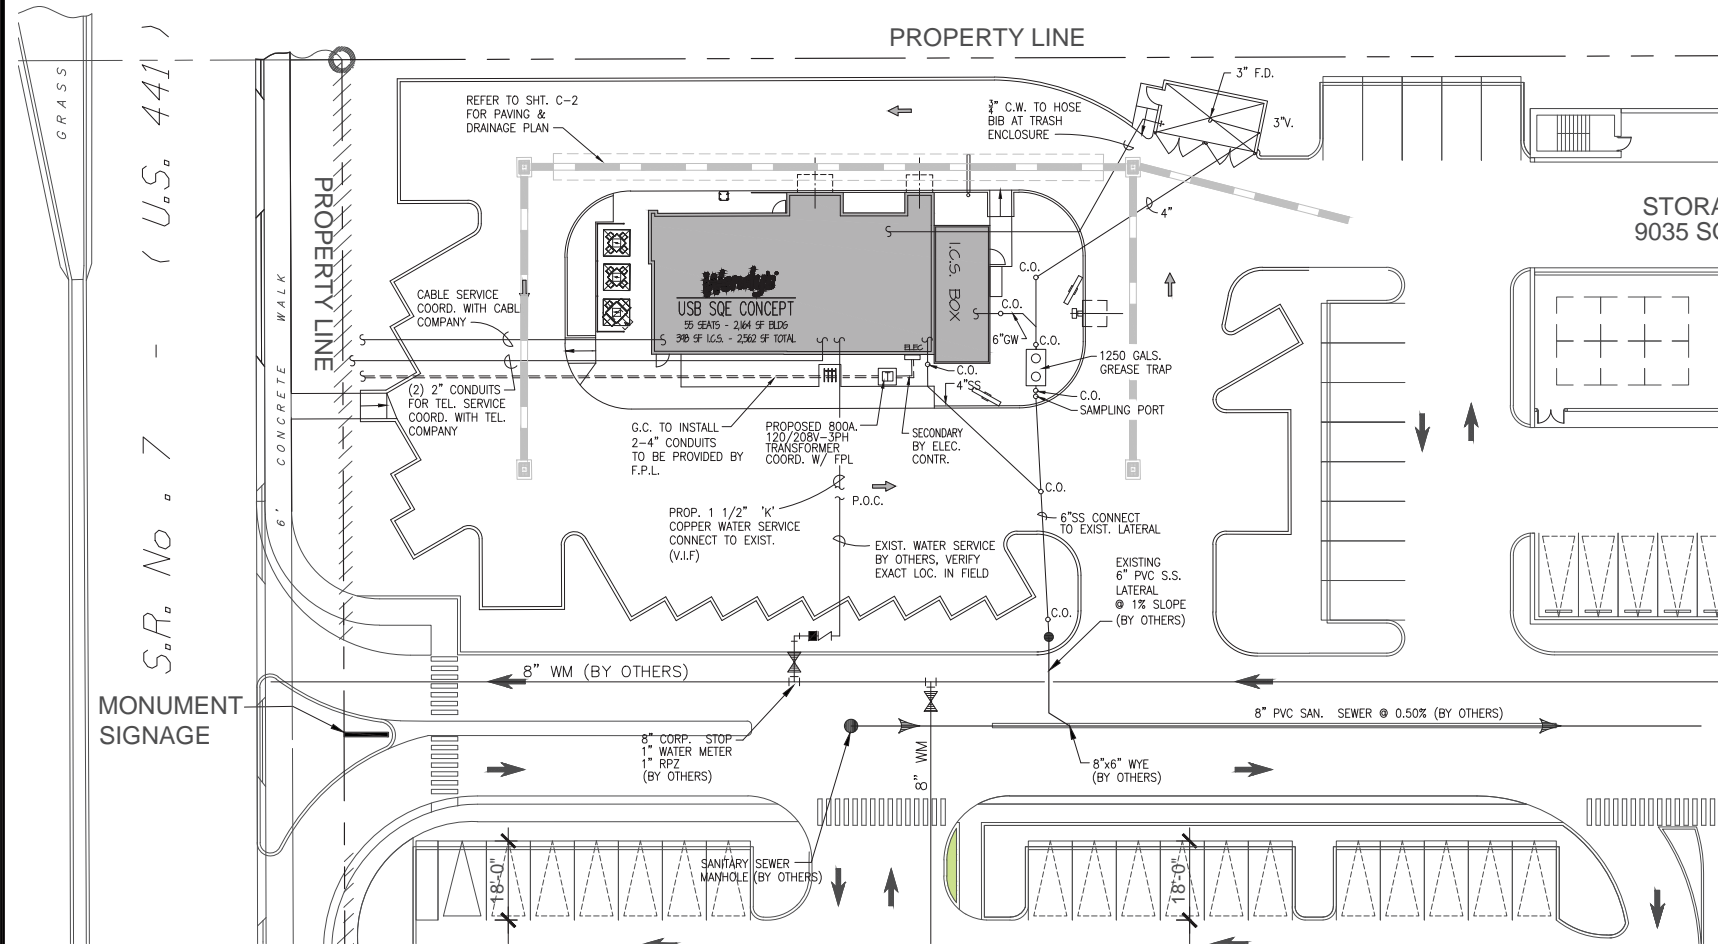 PROPERTY LINE
GRASS
S.R. No. 7 - ( U.S. 441 )
PROPERTY LINE
6' CONCRETE WALK
REFER TO SHT. C-2
FOR PAVING &
DRAINAGE PLAN
3/4" C.W. TO HOSE
BIB AT TRASH
ENCLOSURE
3" F.D.
3"V.
4"
STORA
9035 SQ
Wendy's
USB SQE CONCEPT
55 SEATS - 2,164 SF BLDG
398 SF I.C.S. - 2,562 SF TOTAL
I.C.S. BOX
ELEC
T
CABLE SERVICE
COORD. WITH CABL
COMPANY
(2) 2" CONDUITS
FOR TEL. SERVICE
COORD. WITH TEL.
COMPANY
C.O.
C.O.
6"GW
C.O.
1250 GALS.
GREASE TRAP
C.O.
4"SS
C.O.
SAMPLING PORT
G.C. TO INSTALL
2-4" CONDUITS
TO BE PROVIDED BY
F.P.L.
PROPOSED 800A.
120/208V-3PH
TRANSFORMER
COORD. W/ FPL
SECONDARY
BY ELEC.
CONTR.
C.O.
P.O.C.
PROP. 1 1/2" 'K'
COPPER WATER SERVICE
CONNECT TO EXIST.
(V.I.F)
6"SS CONNECT
TO EXIST. LATERAL
EXIST. WATER SERVICE
BY OTHERS, VERIFY
EXACT LOC. IN FIELD
EXISTING
6" PVC S.S.
LATERAL
@ 1% SLOPE
(BY OTHERS)
C.O.
8" WM (BY OTHERS)
MONUMENT
SIGNAGE
8" PVC SAN. SEWER @ 0.50% (BY OTHERS)
8" CORP. STOP
1" WATER METER
1" RPZ
(BY OTHERS)
8" WM
8"x6" WYE
(BY OTHERS)
SANITARY SEWER
MANHOLE (BY OTHERS)
18'-0"
18'-0"